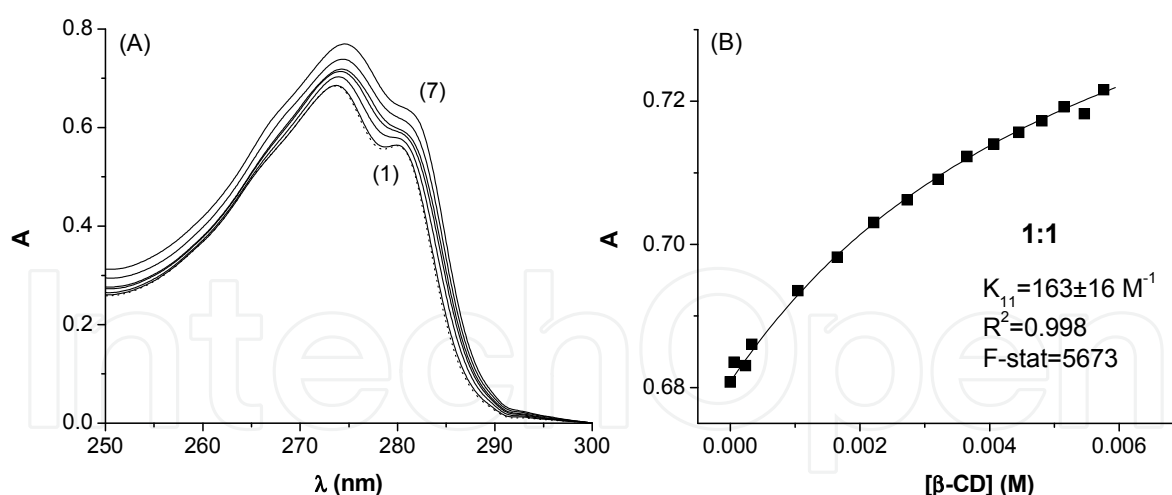 (A)
0.8
0.6
0.4
0.2
0.0
A
(7)
(1)
250 260 270 280 290 300
λ (nm)
(B)
0.72
0.70
0.68
A
1:1
K₁₁=163±16 M⁻¹
R²=0.998
F-stat=5673
0.000 0.002 0.004 0.006
[β-CD] (M)
IntechOpen